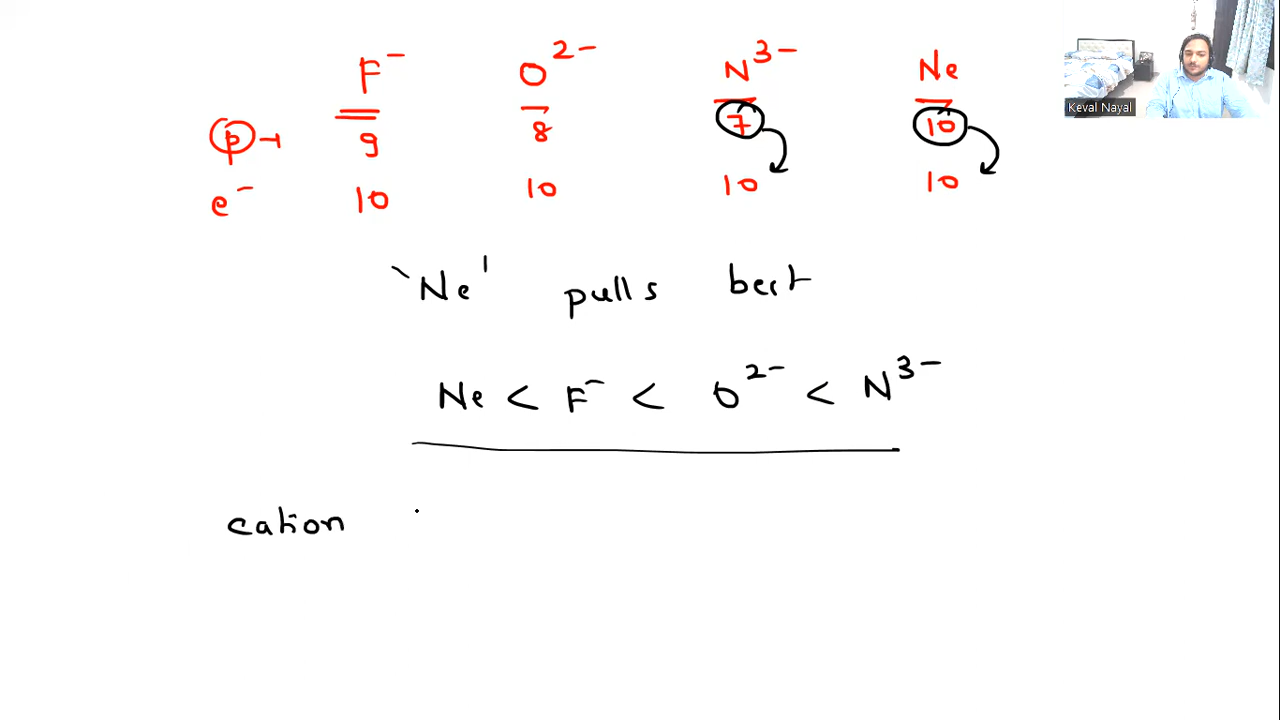 F⁻ O²⁻ N³⁻ Ne
p → 9 8 7 10
e⁻ 10 10 10 10
Keval Nayal
'Ne' pulls best
Ne < F⁻ < O²⁻ < N³⁻
cation